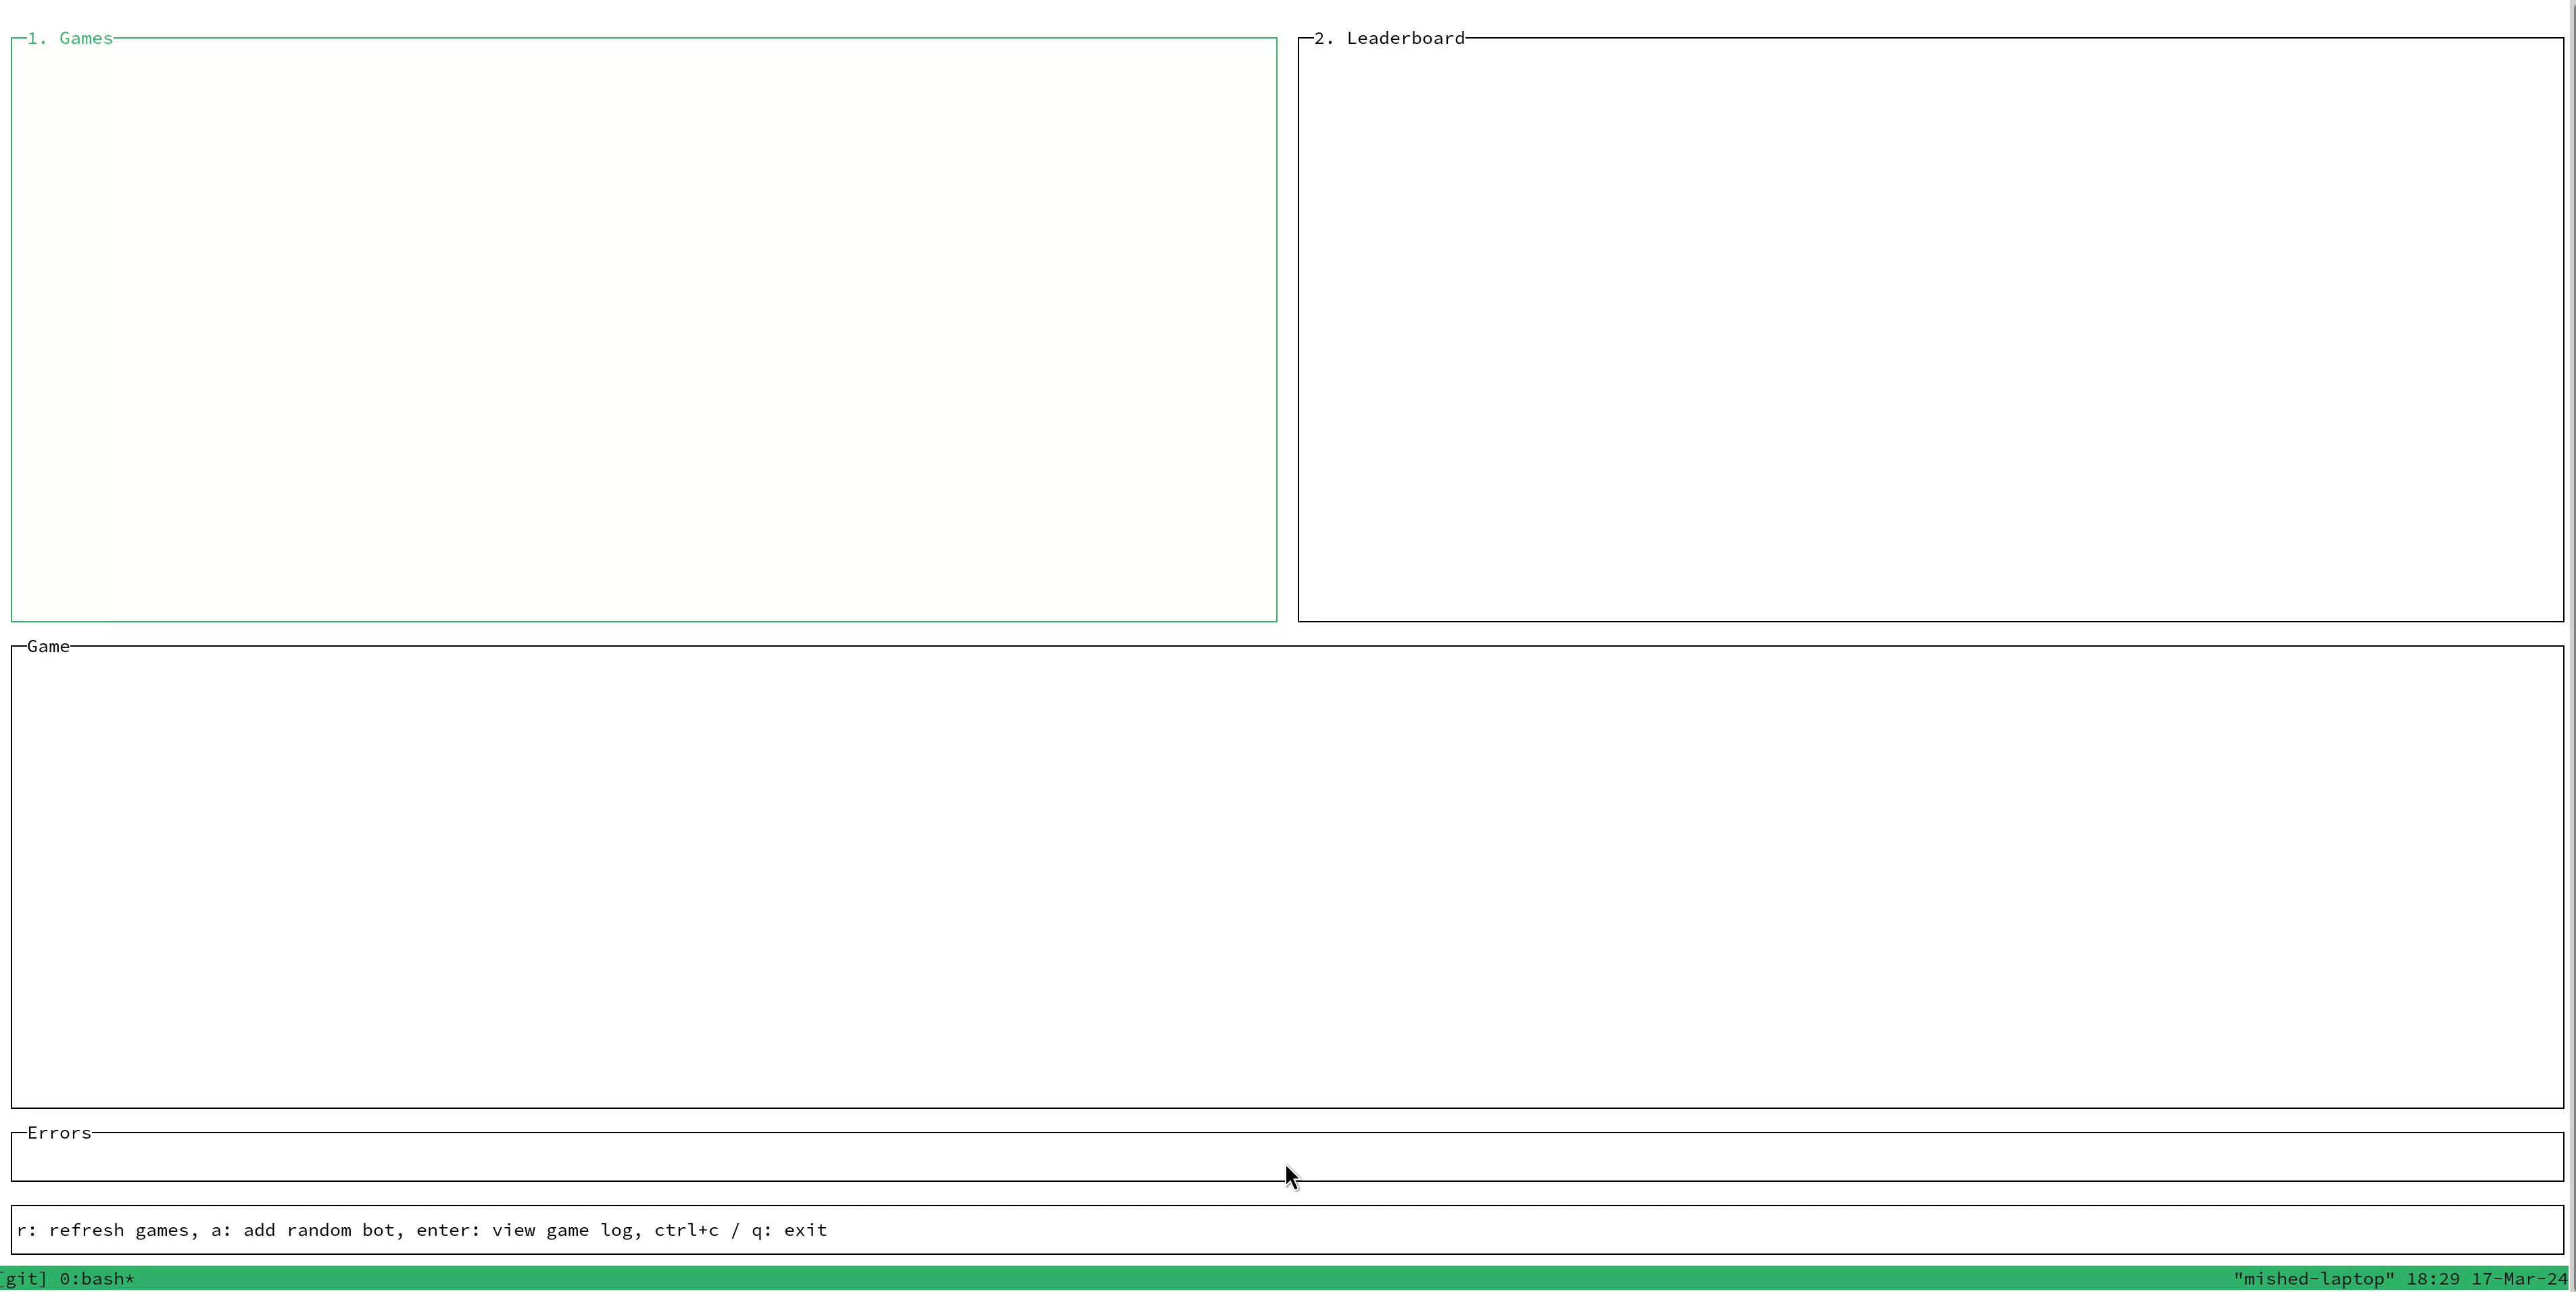 1. Games
2. Leaderboard
Game
Errors
r: refresh games, a: add random bot, enter: view game log, ctrl+c / q: exit
[git] 0:bash*
"mished-laptop" 18:29 17-Mar-24